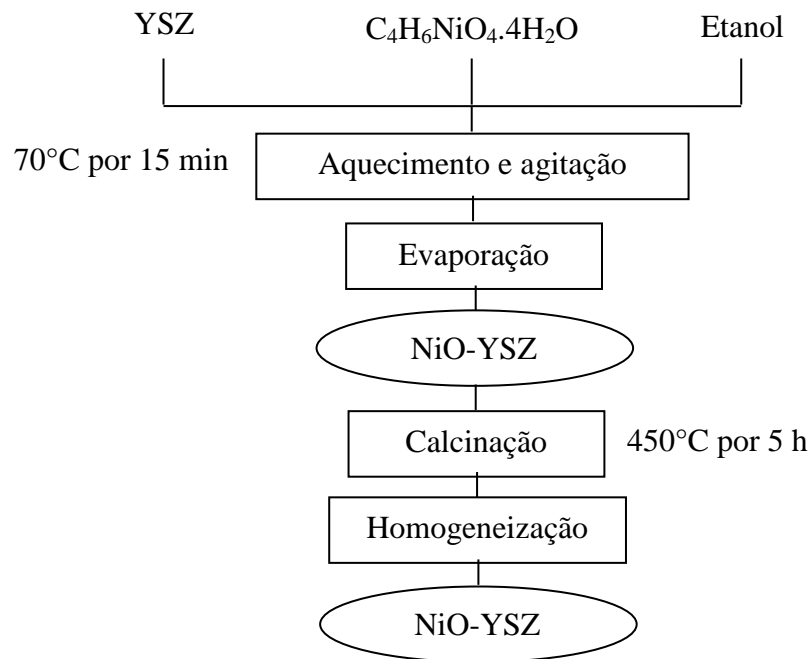 YSZ
C₄H₆NiO₄.4H₂O
Etanol
70°C por 15 min
Aquecimento e agitação
Evaporação
NiO-YSZ
Calcinação
450°C por 5 h
Homogeneização
NiO-YSZ